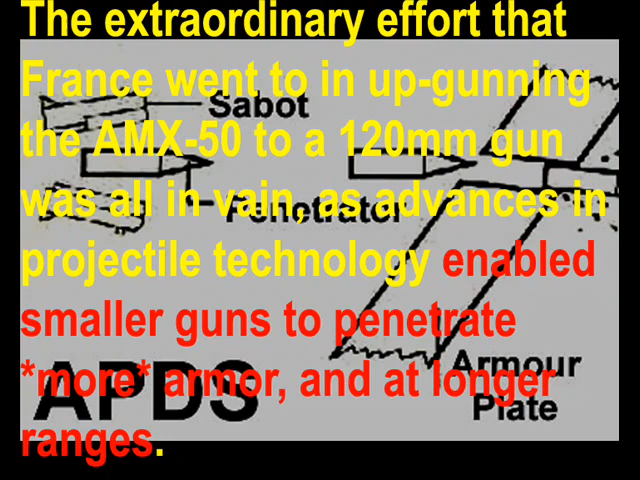 The extraordinary effort that
France went to in up-gunning
Sabot
the AMX-50 to a 120mm gun
was all in vain, as advances in
Penetrator
projectile technology enabled
smaller guns to penetrate
Armour
*more* armor, and at longer
APDS
Plate
ranges.